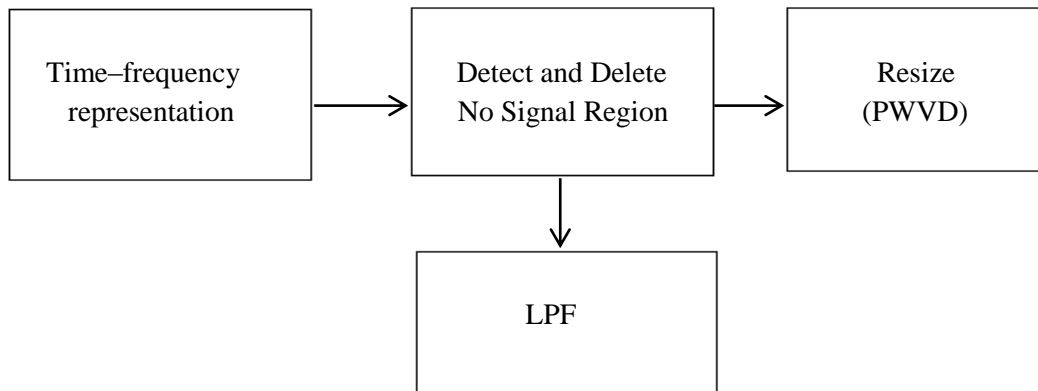 Time–frequency
representation
Detect and Delete
No Signal Region
Resize
(PWVD)
LPF